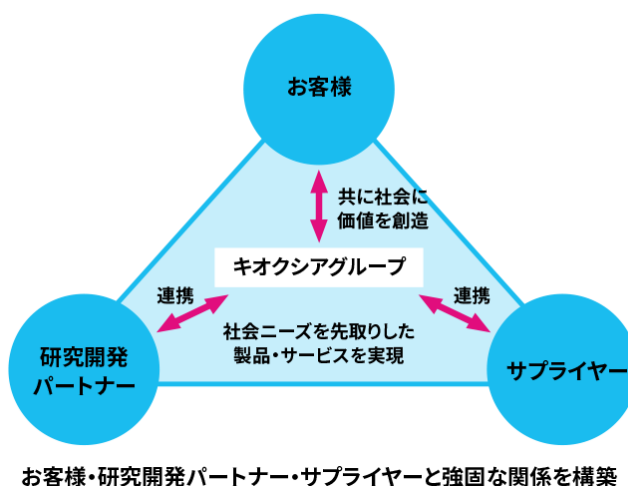 お客様
共に社会に
価値を創造
キオクシアグループ
連携
連携
社会ニーズを先取りした
製品・サービスを実現
研究開発
パートナー
サプライヤー
お客様・研究開発パートナー・サプライヤーと強固な関係を構築